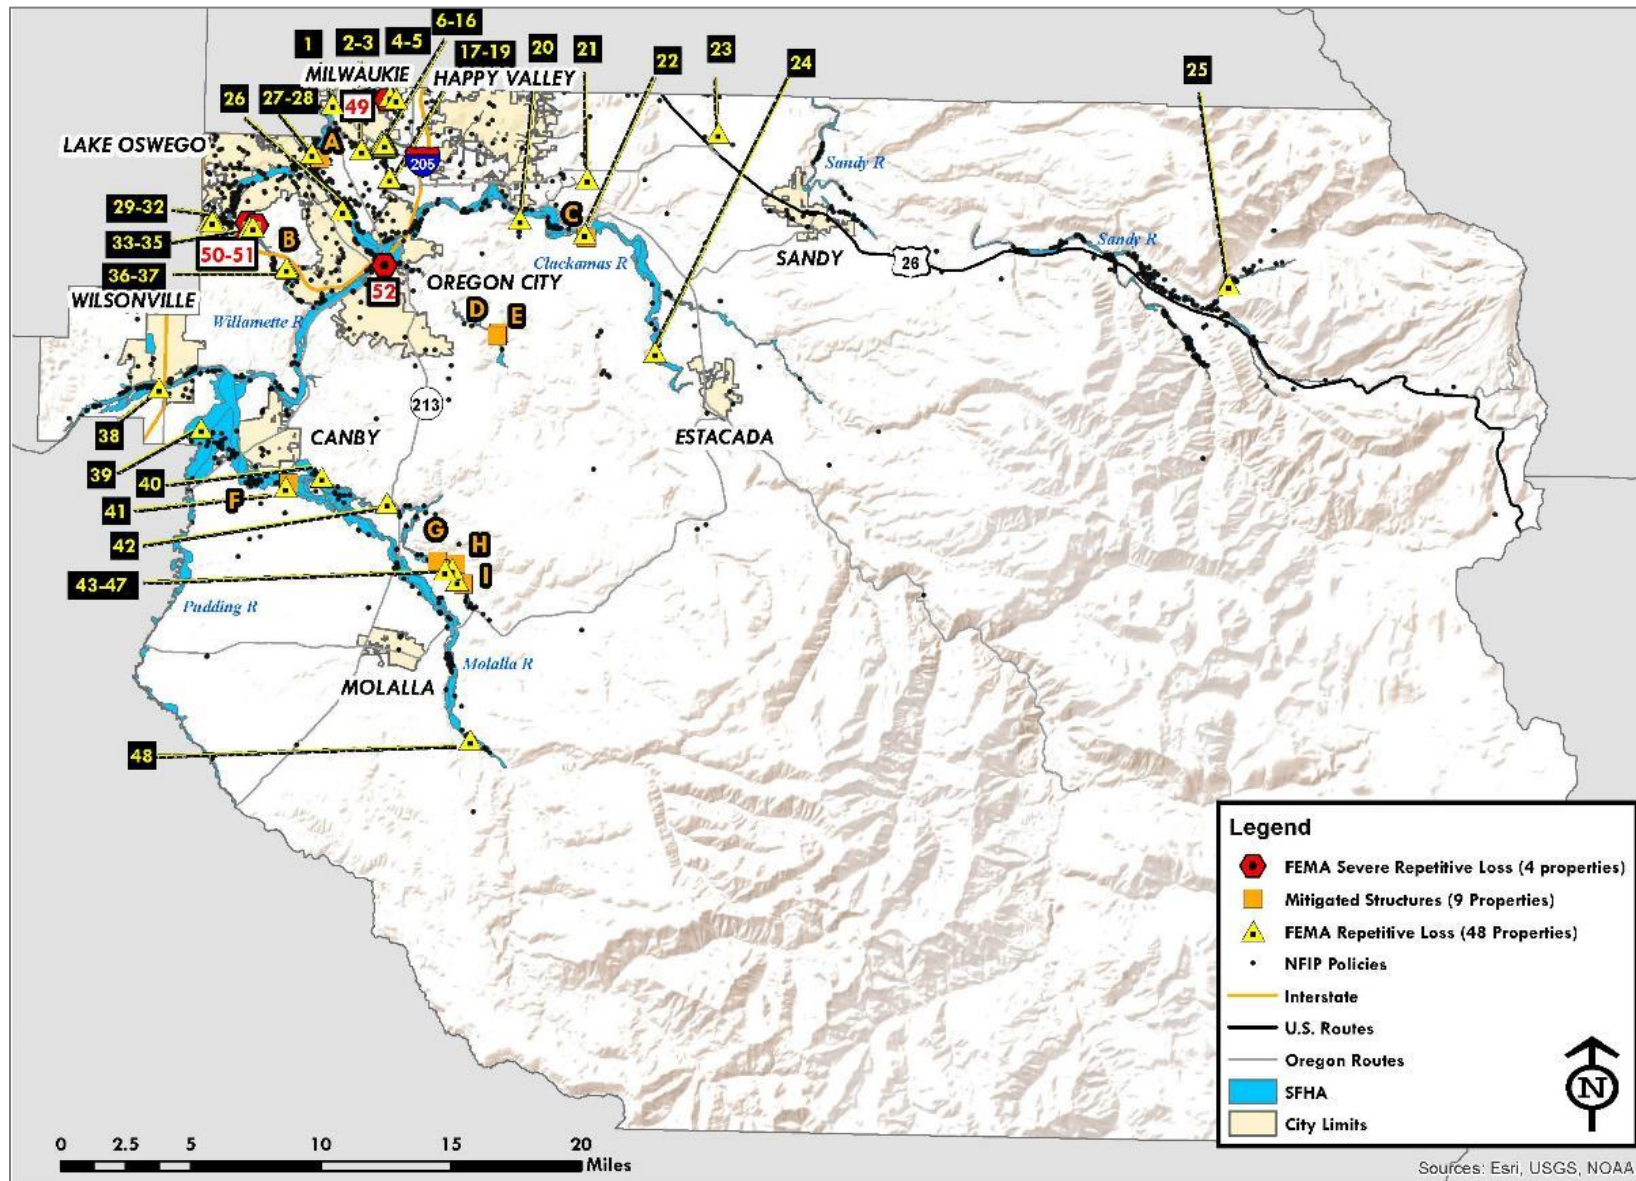 6-16
1
2-3
4-5
17-19
20
21
22
23
24
25
MILWAUKIE
HAPPY VALLEY
26
27-28
49
LAKE OSWEGO
A
205
Sandy R
29-32
33-35
50-51
B
C
36-37
52
OREGON CITY
Clackamas R
SANDY
26
Sandy R
WILSONVILLE
Willamette R
D
E
213
38
CANBY
ESTACADA
39
40
41
F
42
G
H
I
43-47
Pudding R
MOLALLA
Molalla R
48
Legend
FEMA Severe Repetitive Loss (4 properties)
Mitigated Structures (9 Properties)
FEMA Repetitive Loss (48 Properties)
NFIP Policies
Interstate
U.S. Routes
Oregon Routes
SFHA
City Limits
N
0 2.5 5 10 15 20
Miles
Sources: Esri, USGS, NOAA